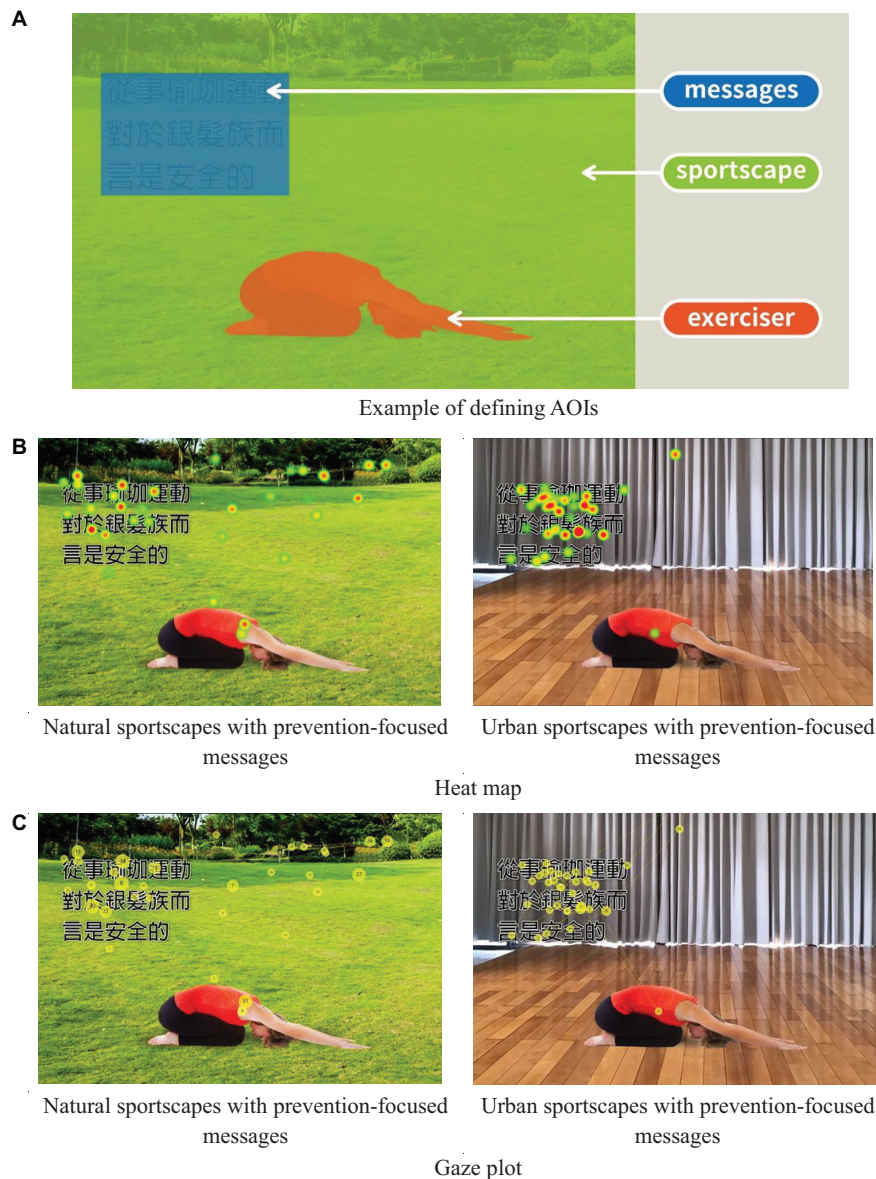 A
從事瑜珈運動
對於銀髮族而
言是安全的
messages
sportscape
exerciser
Example of defining AOIs
B
從事瑜珈運動
對於銀髮族而
言是安全的
從事瑜珈運動
對於銀髮族而
言是安全的
Natural sportscapes with prevention-focused
messages
Urban sportscapes with prevention-focused
messages
Heat map
C
從事瑜珈運動
對於銀髮族而
言是安全的
從事瑜珈運動
對於銀髮族而
言是安全的
Natural sportscapes with prevention-focused
messages
Urban sportscapes with prevention-focused
messages
Gaze plot